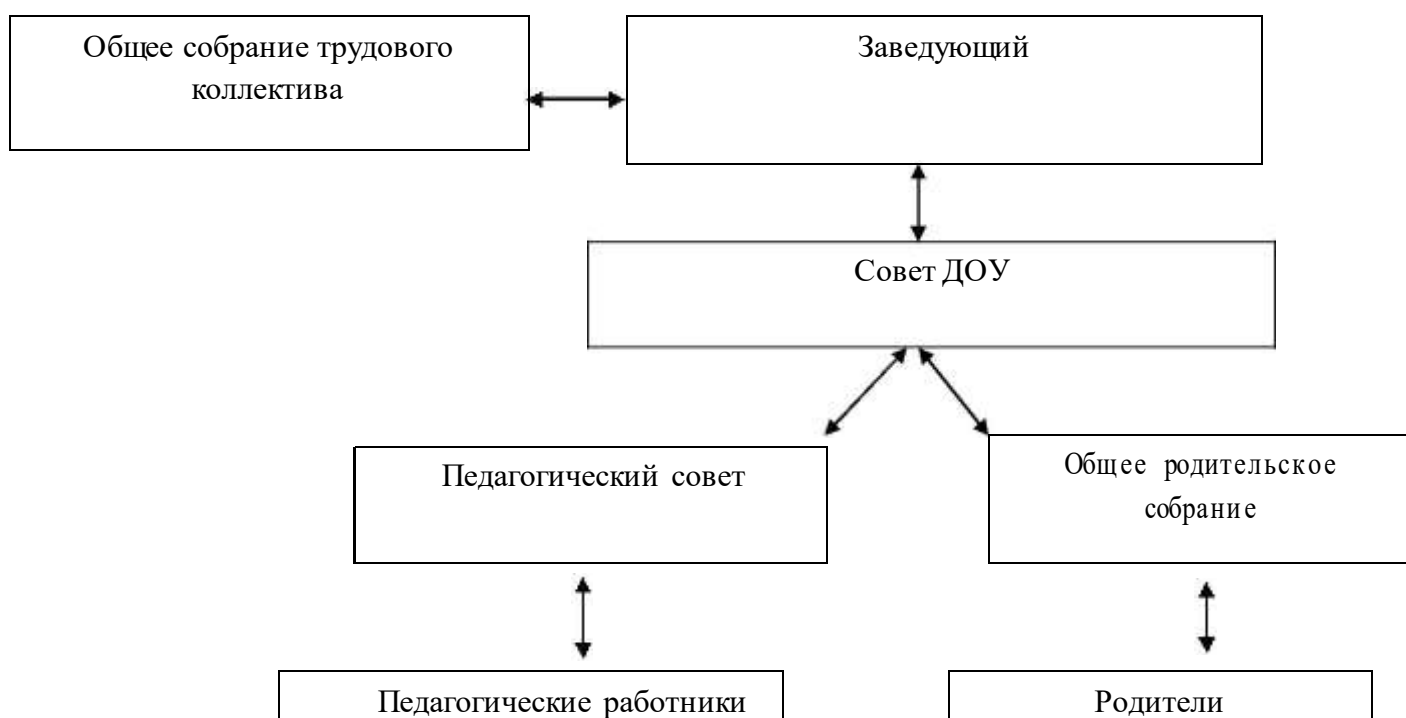 Общее собрание трудового
коллектива
Заведующий
Совет ДОУ
Педагогический совет
Общее родительское
собрание
Педагогические работники
Родители